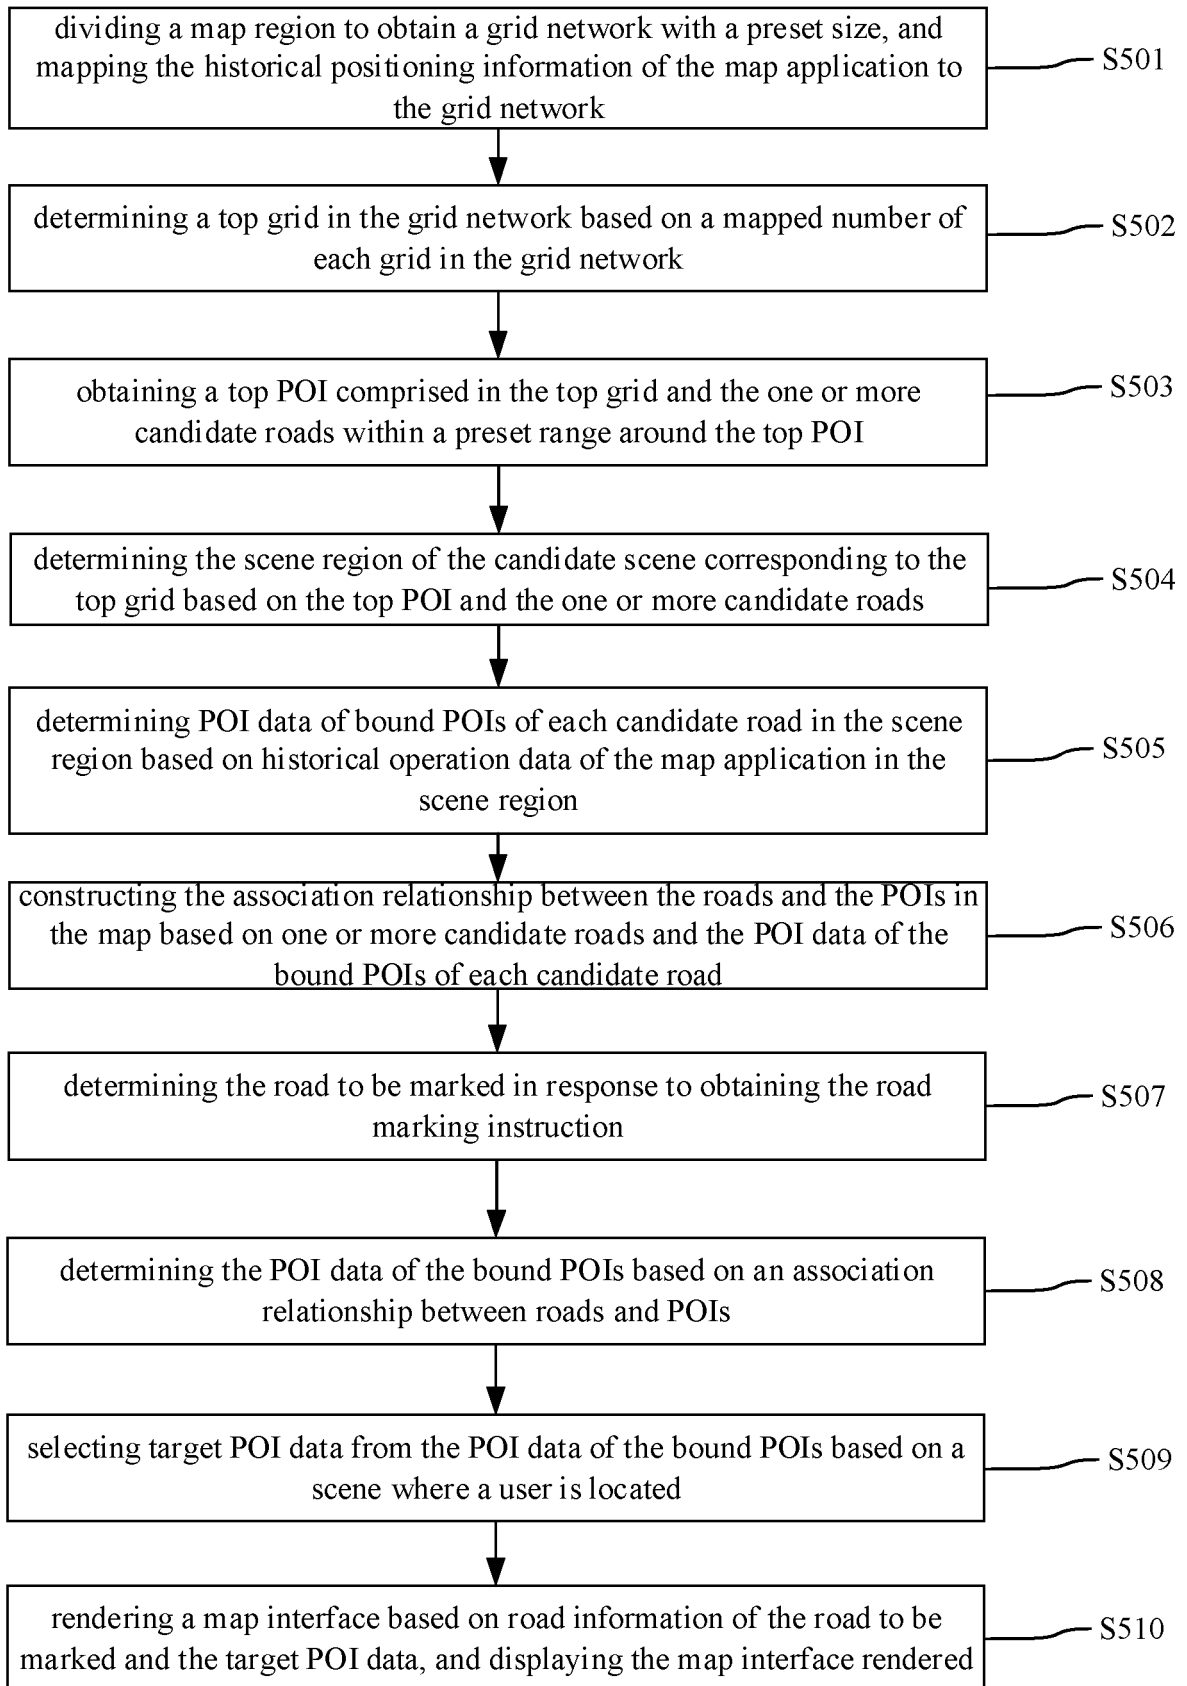 dividing a map region to obtain a grid network with a preset size, and
mapping the historical positioning information of the map application to
the grid network
S501
determining a top grid in the grid network based on a mapped number of
each grid in the grid network
S502
obtaining a top POI comprised in the top grid and the one or more
candidate roads within a preset range around the top POI
S503
determining the scene region of the candidate scene corresponding to the
top grid based on the top POI and the one or more candidate roads
S504
determining POI data of bound POIs of each candidate road in the scene
region based on historical operation data of the map application in the
scene region
S505
constructing the association relationship between the roads and the POIs in
the map based on one or more candidate roads and the POI data of the
bound POIs of each candidate road
S506
determining the road to be marked in response to obtaining the road
marking instruction
S507
determining the POI data of the bound POIs based on an association
relationship between roads and POIs
S508
selecting target POI data from the POI data of the bound POIs based on a
scene where a user is located
S509
rendering a map interface based on road information of the road to be
marked and the target POI data, and displaying the map interface rendered
S510